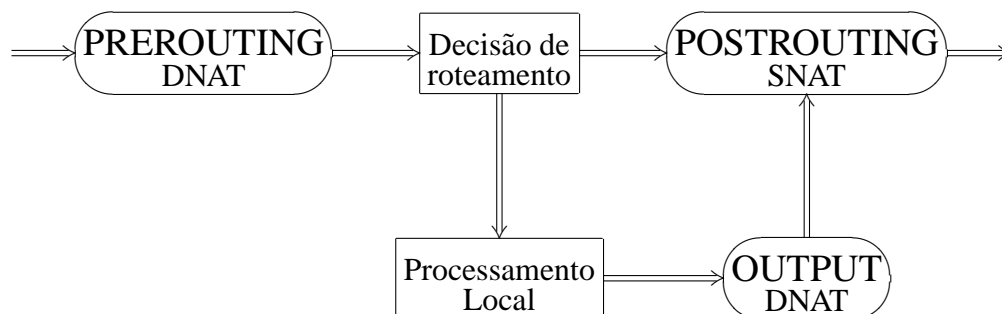 PREROUTING
DNAT
Decisão de
roteamento
POSTROUTING
SNAT
Processamento
Local
OUTPUT
DNAT